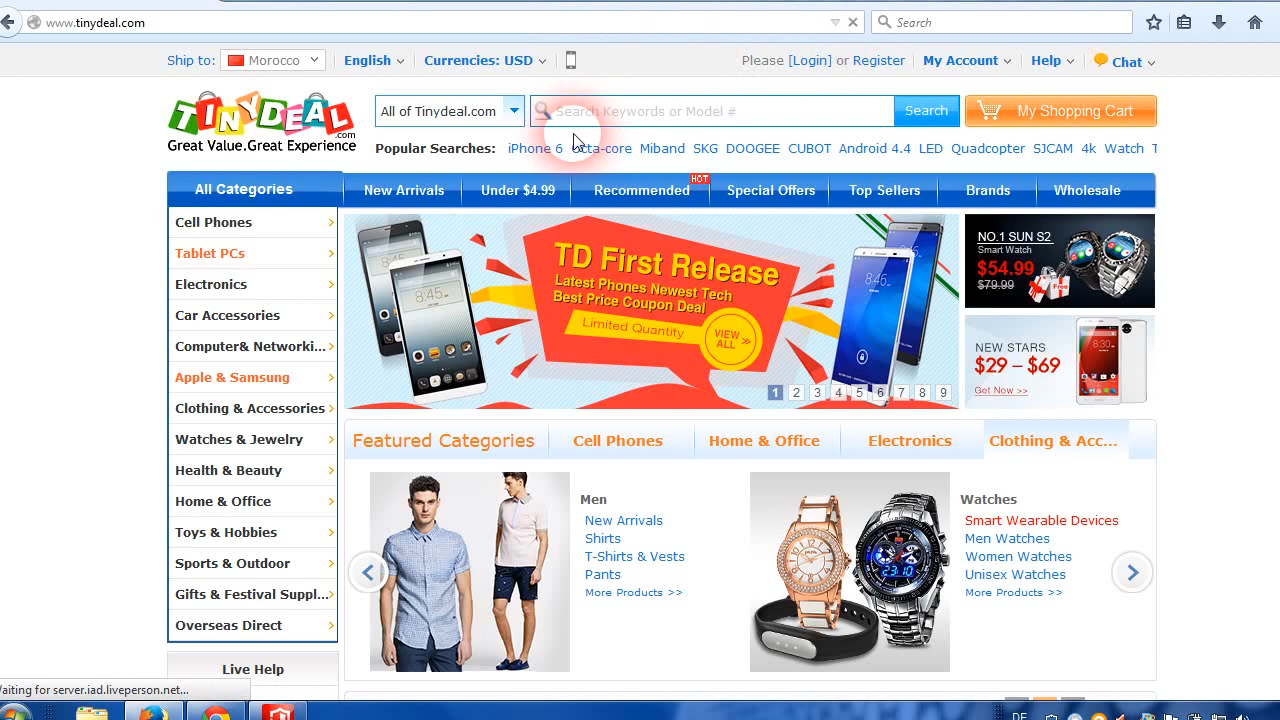 www.tinydeal.com
Search
Ship to: Morocco English Currencies: USD Please [Login] or Register My Account Help Chat
TINYDEAL.com
Great Value.Great Experience
All of Tinydeal.com Search Keywords or Model # Search My Shopping Cart
Popular Searches: iPhone 6 cta-core Miband SKG DOOGEE CUBOT Android 4.4 LED Quadcopter SJCAM 4k Watch T
All Categories New Arrivals Under $4.99 Recommended HOT Special Offers Top Sellers Brands Wholesale
Cell Phones
Tablet PCs
Electronics
Car Accessories
Computer& Networki...
Apple & Samsung
Clothing & Accessories
Watches & Jewelry
Health & Beauty
Home & Office
Toys & Hobbies
Sports & Outdoor
Gifts & Festival Suppl...
Overseas Direct
Live Help
8:45
TD First Release
Latest Phones Newest Tech
Best Price Coupon Deal
Limited Quantity
VIEW
ALL >>
8:46
1 2 3 4 5 6 7 8 9
NO.1 SUN S2
Smart Watch
$54.99
$79.99
Free
NEW STARS
$29 – $69
Get Now >>
Featured Categories Cell Phones Home & Office Electronics Clothing & Acc...
Men
New Arrivals
Shirts
T-Shirts & Vests
Pants
More Products >>
23:10
Watches
Smart Wearable Devices
Men Watches
Women Watches
Unisex Watches
More Products >>
Waiting for server.iad.liveperson.net...
DE